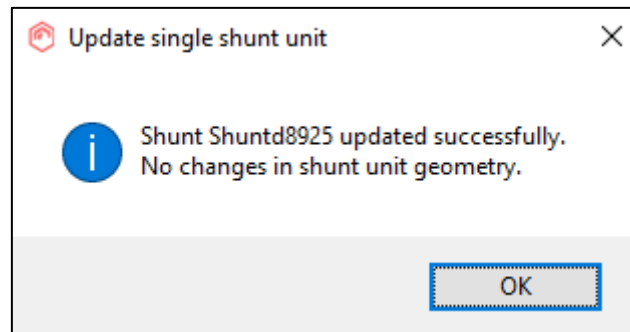 Update single shunt unit
Shunt Shuntd8925 updated successfully.
No changes in shunt unit geometry.
OK